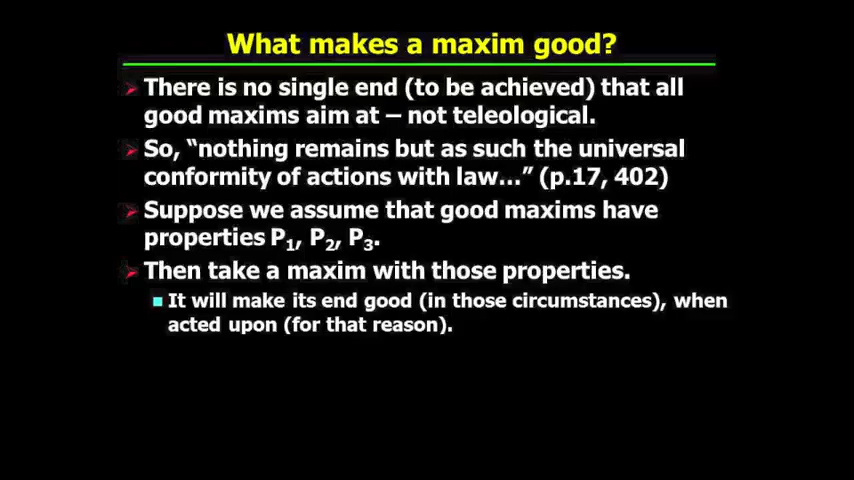 What makes a maxim good?
There is no single end (to be achieved) that all
good maxims aim at – not teleological.
So, “nothing remains but as such the universal
conformity of actions with law…” (p.17, 402)
Suppose we assume that good maxims have
properties P1, P2, P3.
Then take a maxim with those properties.
It will make its end good (in those circumstances), when
acted upon (for that reason).